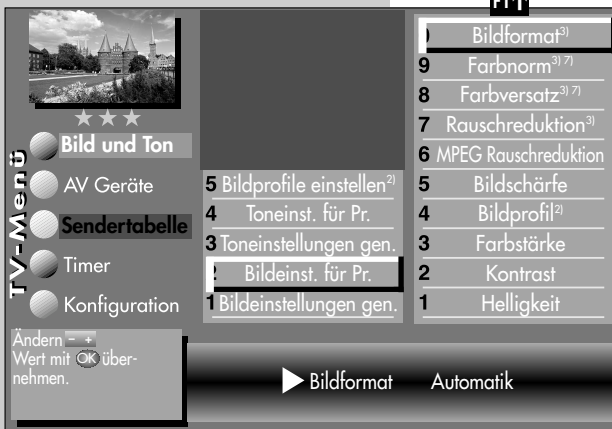 TV-Menü
Bild und Ton
AV Geräte
Sendertabelle
Timer
Konfiguration
5 Bildprofile einstellen2)
4 Toneinst. für Pr.
3 Toneinstellungen gen.
2 Bildeinst. für Pr.
1 Bildeinstellungen gen.
Bildformat3)
9 Farbnorm3) 7)
8 Farbversatz3) 7)
7 Rauschreduktion3)
6 MPEG Rauschreduktion
5 Bildschärfe
4 Bildprofil2)
3 Farbstärke
2 Kontrast
1 Helligkeit
Ändern - +
Wert mit OK über-
nehmen.
Bildformat Automatik